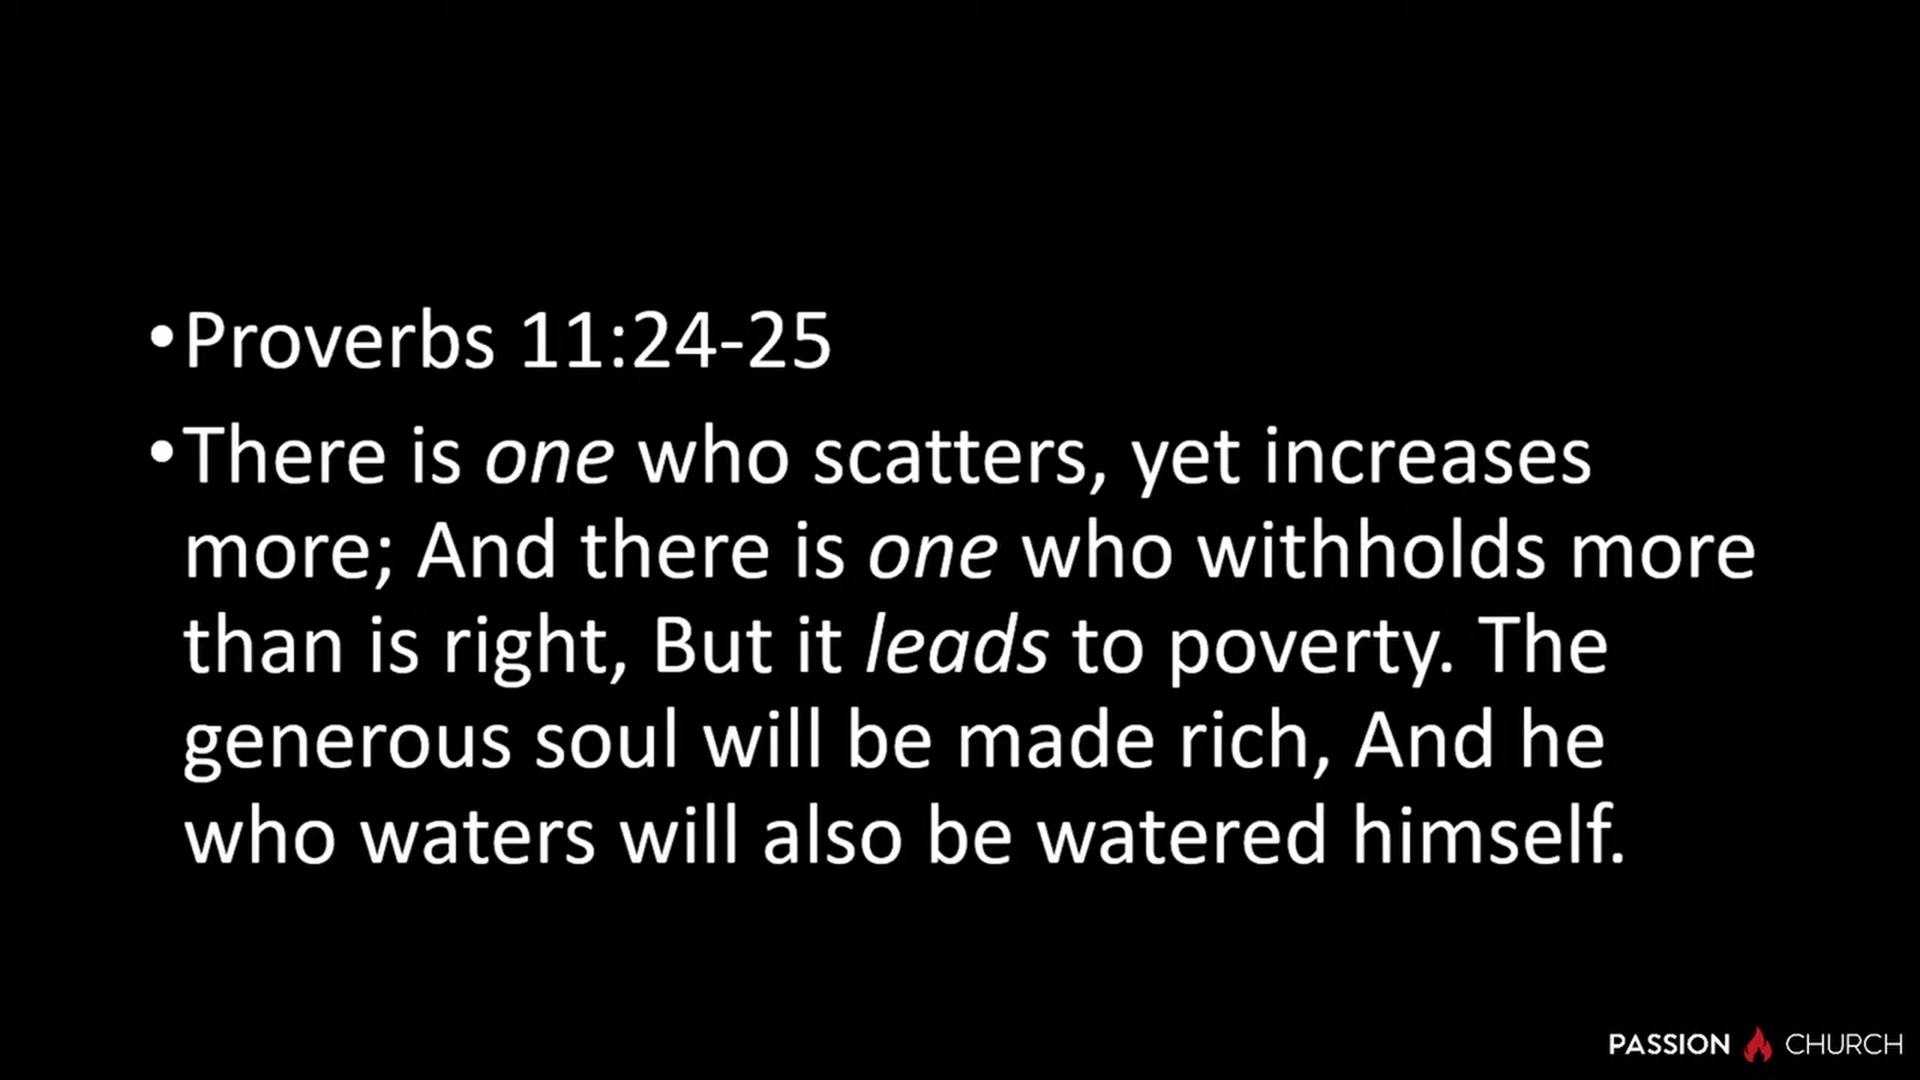 •Proverbs 11:24-25
•There is one who scatters, yet increases
more; And there is one who withholds more
than is right, But it leads to poverty. The
generous soul will be made rich, And he
who waters will also be watered himself.
PASSION CHURCH